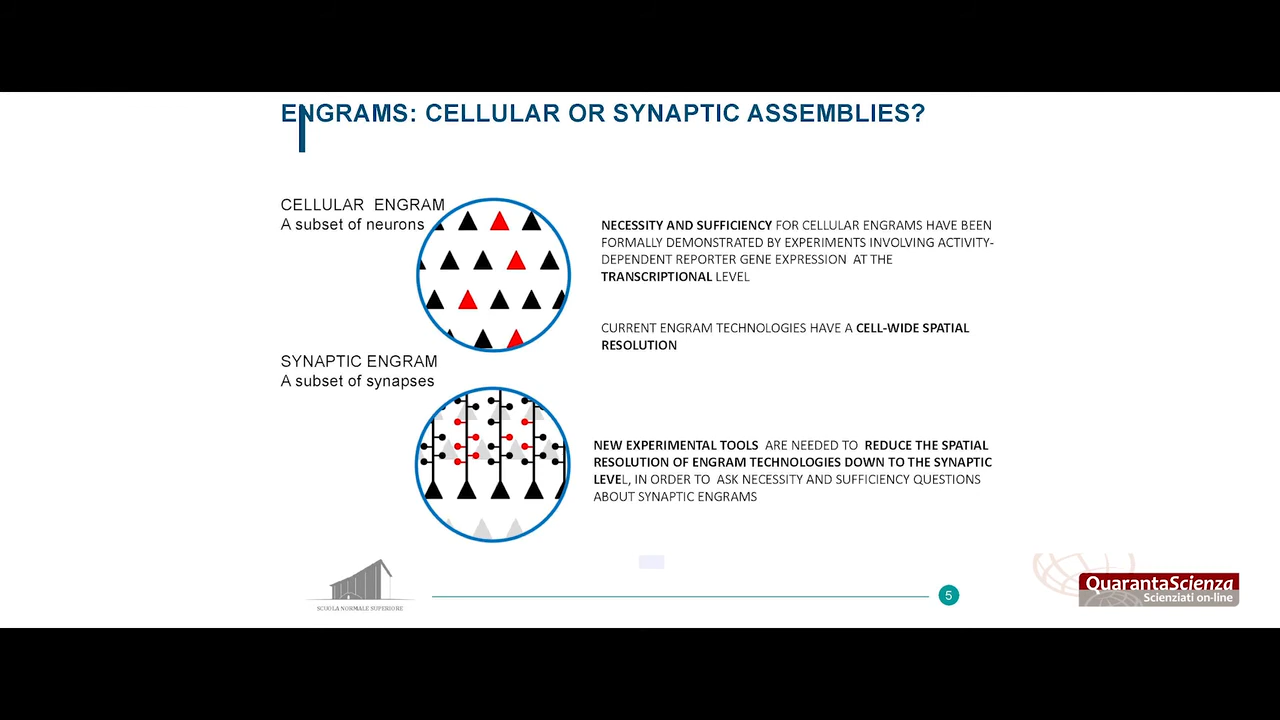 ENGRAMS: CELLULAR OR SYNAPTIC ASSEMBLIES?
CELLULAR ENGRAM
A subset of neurons
NECESSITY AND SUFFICIENCY FOR CELLULAR ENGRAMS HAVE BEEN
FORMALLY DEMONSTRATED BY EXPERIMENTS INVOLVING ACTIVITY-
DEPENDENT REPORTER GENE EXPRESSION AT THE
TRANSCRIPTIONAL LEVEL
CURRENT ENGRAM TECHNOLOGIES HAVE A CELL-WIDE SPATIAL
RESOLUTION
SYNAPTIC ENGRAM
A subset of synapses
NEW EXPERIMENTAL TOOLS ARE NEEDED TO REDUCE THE SPATIAL
RESOLUTION OF ENGRAM TECHNOLOGIES DOWN TO THE SYNAPTIC
LEVEL, IN ORDER TO ASK NECESSITY AND SUFFICIENCY QUESTIONS
ABOUT SYNAPTIC ENGRAMS
SCUOLA NORMALE SUPERIORE
5
QuarantaScienza
Scienziati on-line